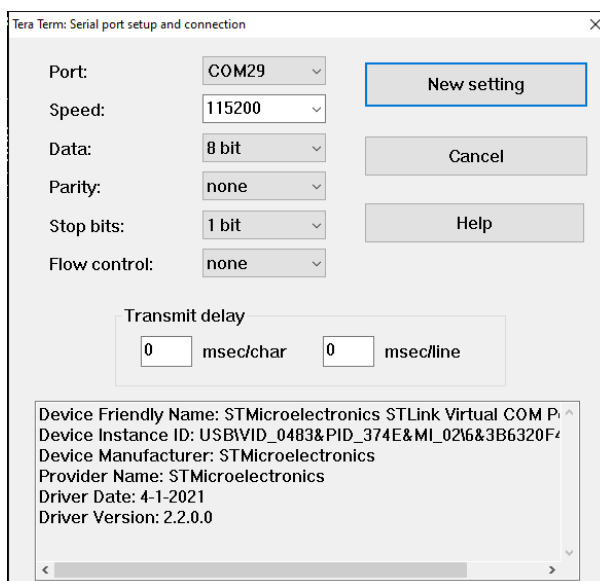 Tera Term: Serial port setup and connection
Port: COM29
New setting
Speed: 115200
Data: 8 bit
Cancel
Parity: none
Stop bits: 1 bit
Help
Flow control: none
Transmit delay
0 msec/char 0 msec/line
Device Friendly Name: STMicroelectronics STLink Virtual COM
Device Instance ID: USB\VID_0483&PID_374E&MI_02\6&3B6320F4
Device Manufacturer: STMicroelectronics
Provider Name: STMicroelectronics
Driver Date: 4-1-2021
Driver Version: 2.2.0.0